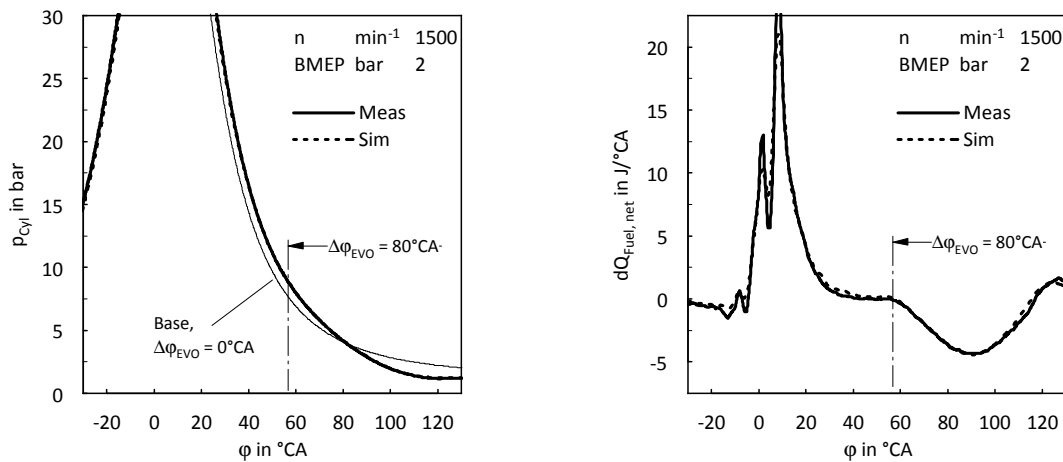 30
25
20
15
10
5
0
-20 0 20 40 60 80 100 120
p_Cyl in bar
φ in °CA
n min⁻¹ 1500
BMEP bar 2
Meas
Sim
Δφ_EVO = 80°CA-
Base,
Δφ_EVO = 0°CA
20
15
10
5
0
-5
-20 0 20 40 60 80 100 120
dQ_Fuel, net in J/°CA
φ in °CA
n min⁻¹ 1500
BMEP bar 2
Meas
Sim
Δφ_EVO = 80°CA-